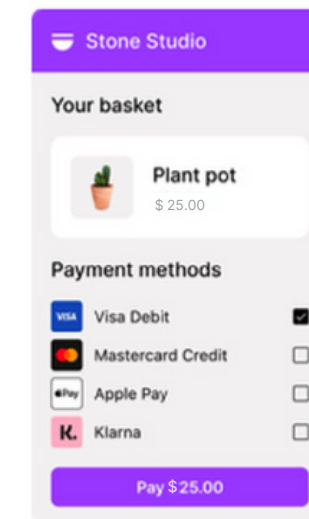 Stone Studio
Your basket
Plant pot
$ 25.00
Payment methods
VISA Visa Debit
Mastercard Credit
Pay Apple Pay
K. Klarna
Pay $25.00